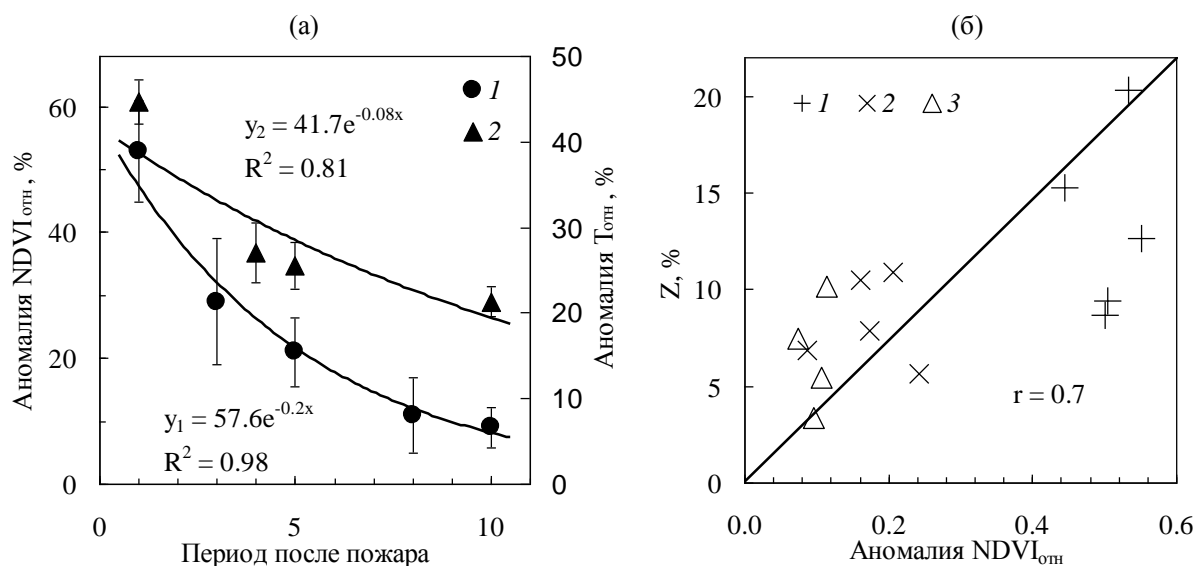 (а)
(б)
Аномалия NDVIотн, %
60
40
20
0
50
40
30
20
10
0
Аномалия Tотн, %
1
2
y2 = 41.7e-0.08x
R2 = 0.81
y1 = 57.6e-0.2x
R2 = 0.98
0 5 10
Период после пожара
Z, %
20
15
10
5
0
1 2 3
r = 0.7
0.0 0.2 0.4 0.6
Аномалия NDVIотн